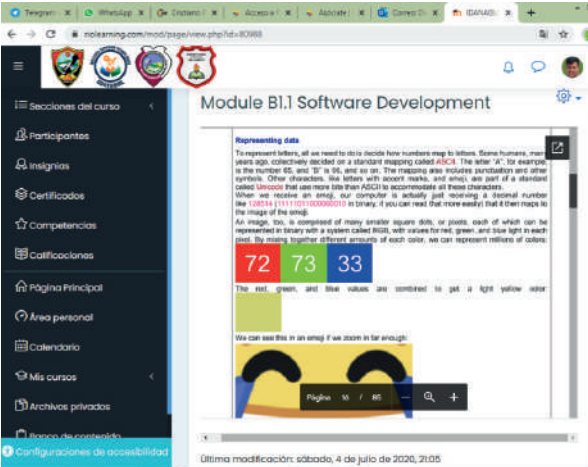 Telegram
WhatsApp
Correo
nolearning.com/mod/page/view.php?id=80988
Secciones del curso
Participantes
Insignias
Certificados
Competencias
Calificaciones
Página Principal
Área personal
Calendario
Mis cursos
Archivos privados
Banco de contenido
Configuraciones de accesibilidad
Module B1.1 Software Development
Representing data
To represent letters, all we need to do is decide how numbers map to letters. Some humans, many
years ago, collectively decided on a standard mapping called ASCII. The letter "A", for example,
is the number 65, and "B" is 66, and so on. The mapping also includes punctuation and other
symbols. Other characters, like letters with accent marks, and emoji, are part of a standard
called Unicode that use more bits than ASCII to accommodate all these characters.
When we receive an emoji, our computer is actually just receiving a decimal number
like 128514 (11111011000000010 in binary, if you can read that more easily) that it then maps to
the image of the emoji.
An image, too, is comprised of many smaller square dots, or pixels, each of which can be
represented in binary with a system called RGB, with values for red, green, and blue light in each
pixel. By mixing together different amounts of each color, we can represent millions of colors:
72 73 33
The red, green, and blue values are combined to get a light yellow color:
We can see this in an emoji if we zoom in far enough:
Página 16 / 85
Última modificación: sábado, 4 de julio de 2020, 21:05